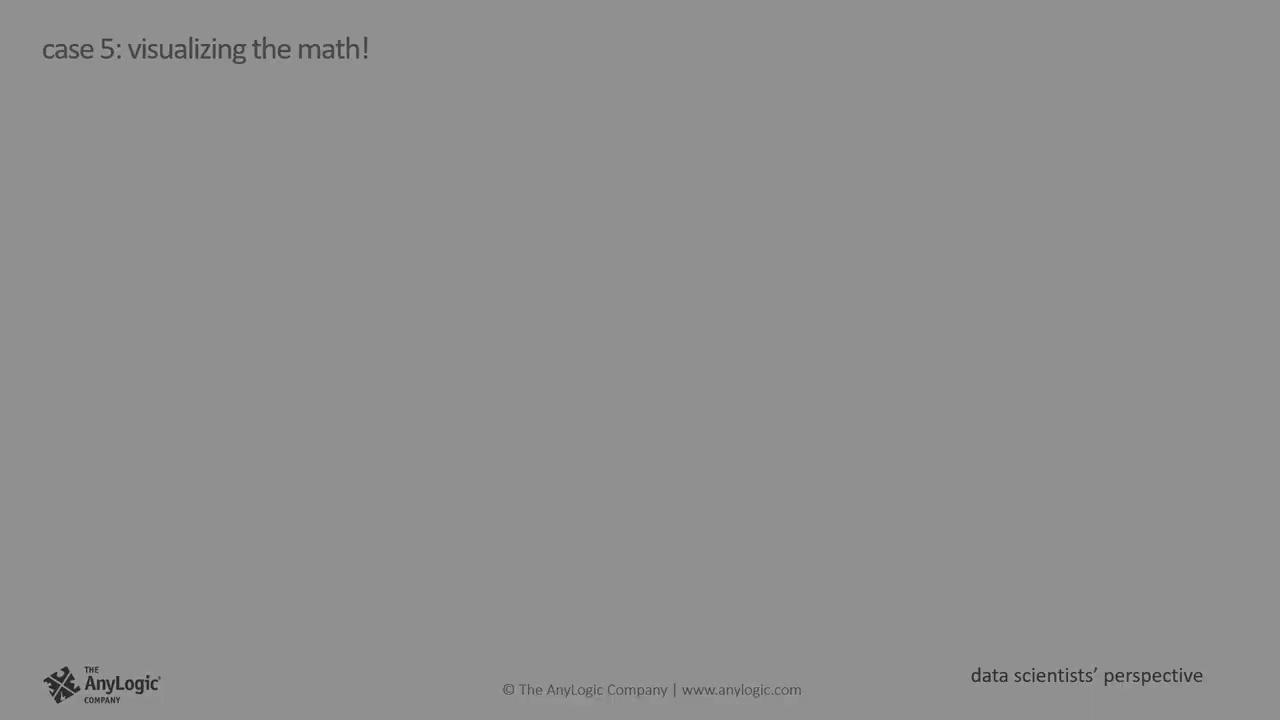 case 5: visualizing the math!
THE
AnyLogic®
COMPANY
© The AnyLogic Company | www.anylogic.com
data scientists’ perspective